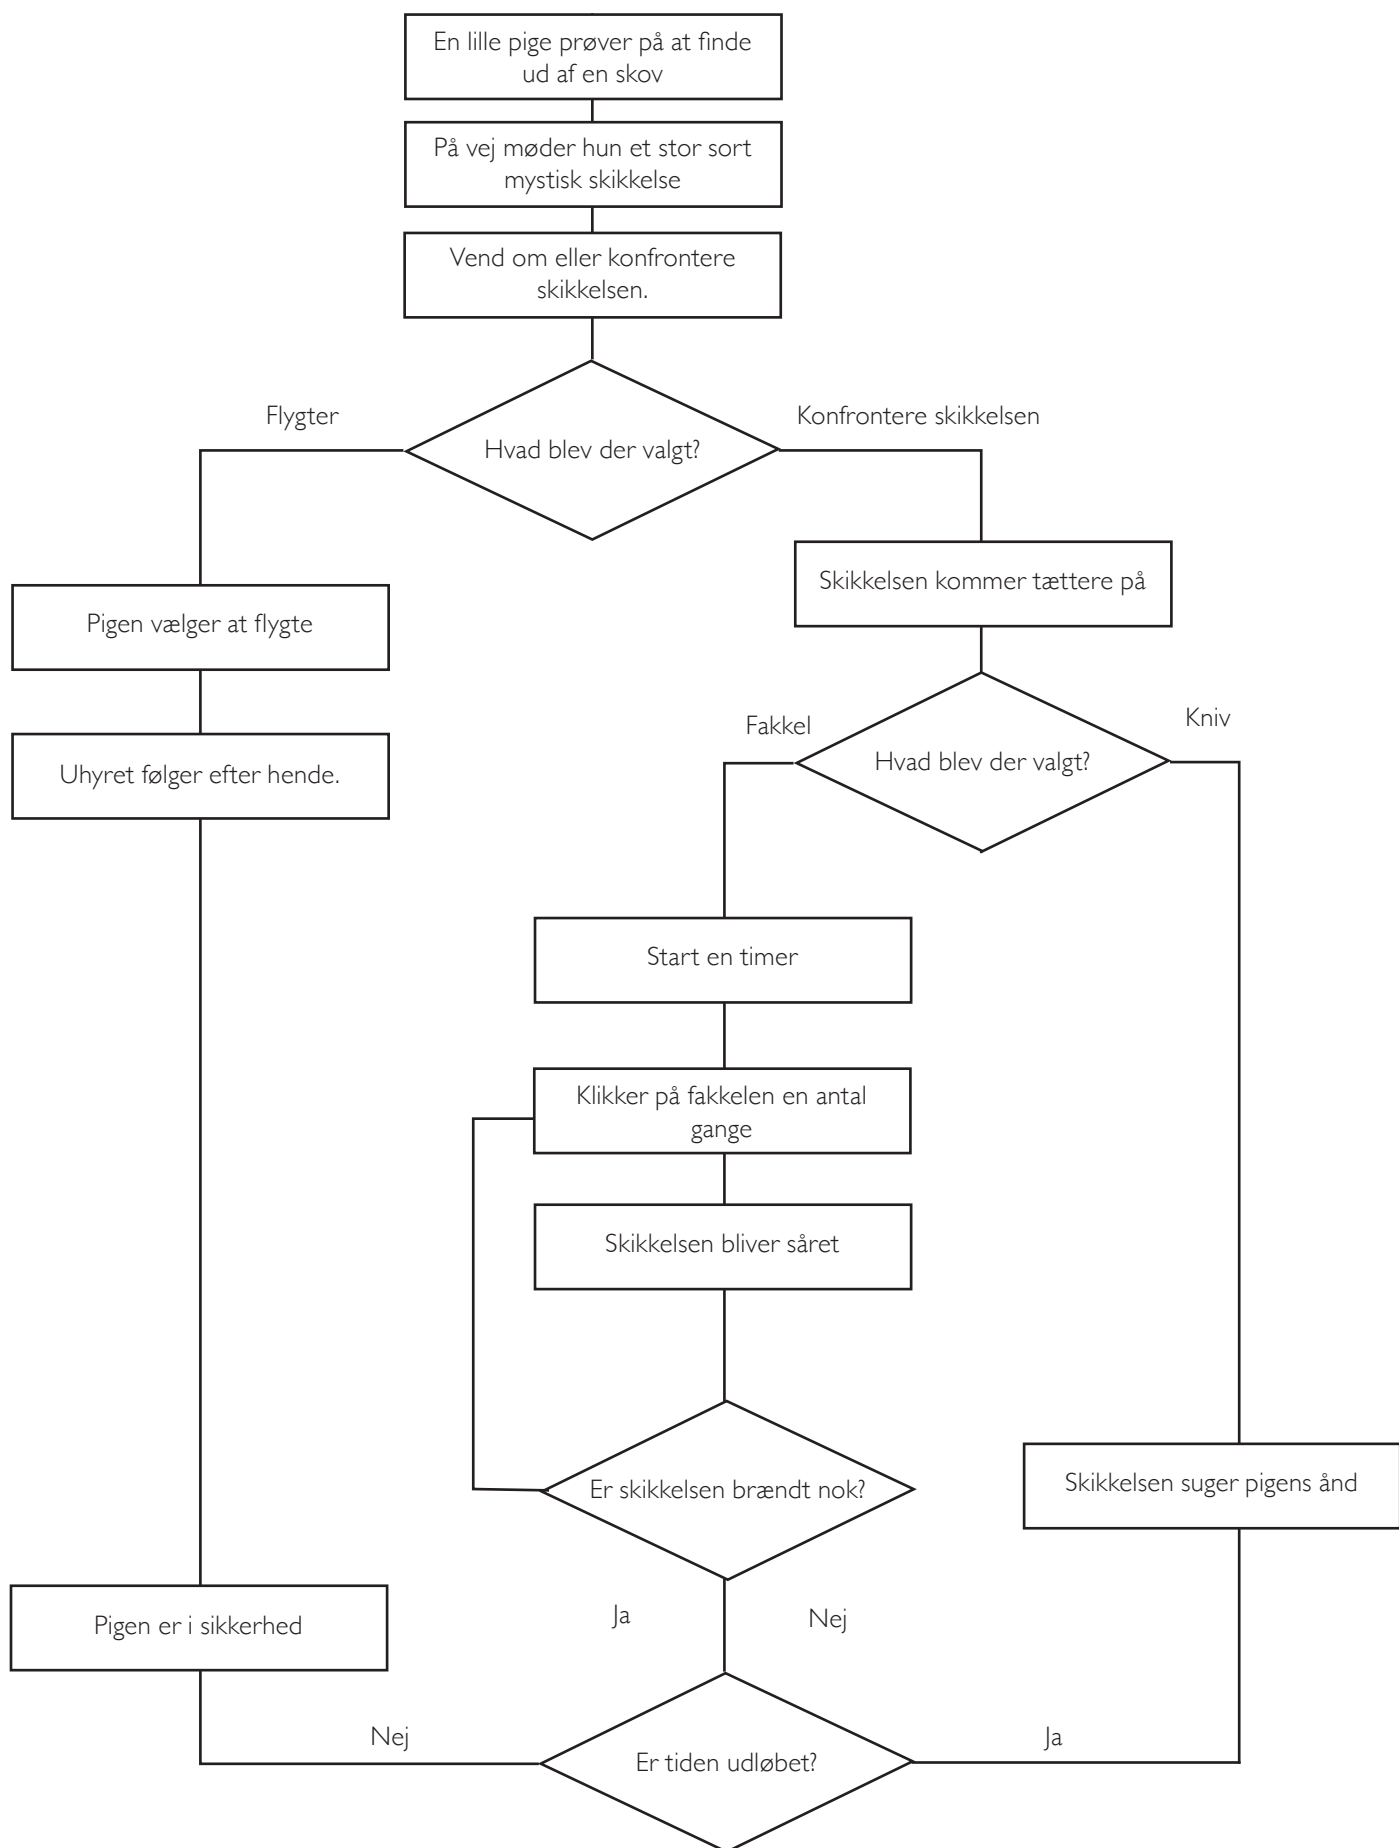 En lille pige prøver på at finde
ud af en skov
På vej møder hun et stor sort
mystisk skikkelse
Vend om eller konfrontere
skikkelsen.
Flygter
Konfrontere skikkelsen
Hvad blev der valgt?
Skikkelsen kommer tættere på
Pigen vælger at flygte
Fakkel
Kniv
Hvad blev der valgt?
Uhyret følger efter hende.
Start en timer
Klikker på fakkelen en antal
gange
Skikkelsen bliver såret
Er skikkelsen brændt nok?
Skikkelsen suger pigens ånd
Ja
Nej
Pigen er i sikkerhed
Nej
Ja
Er tiden udløbet?